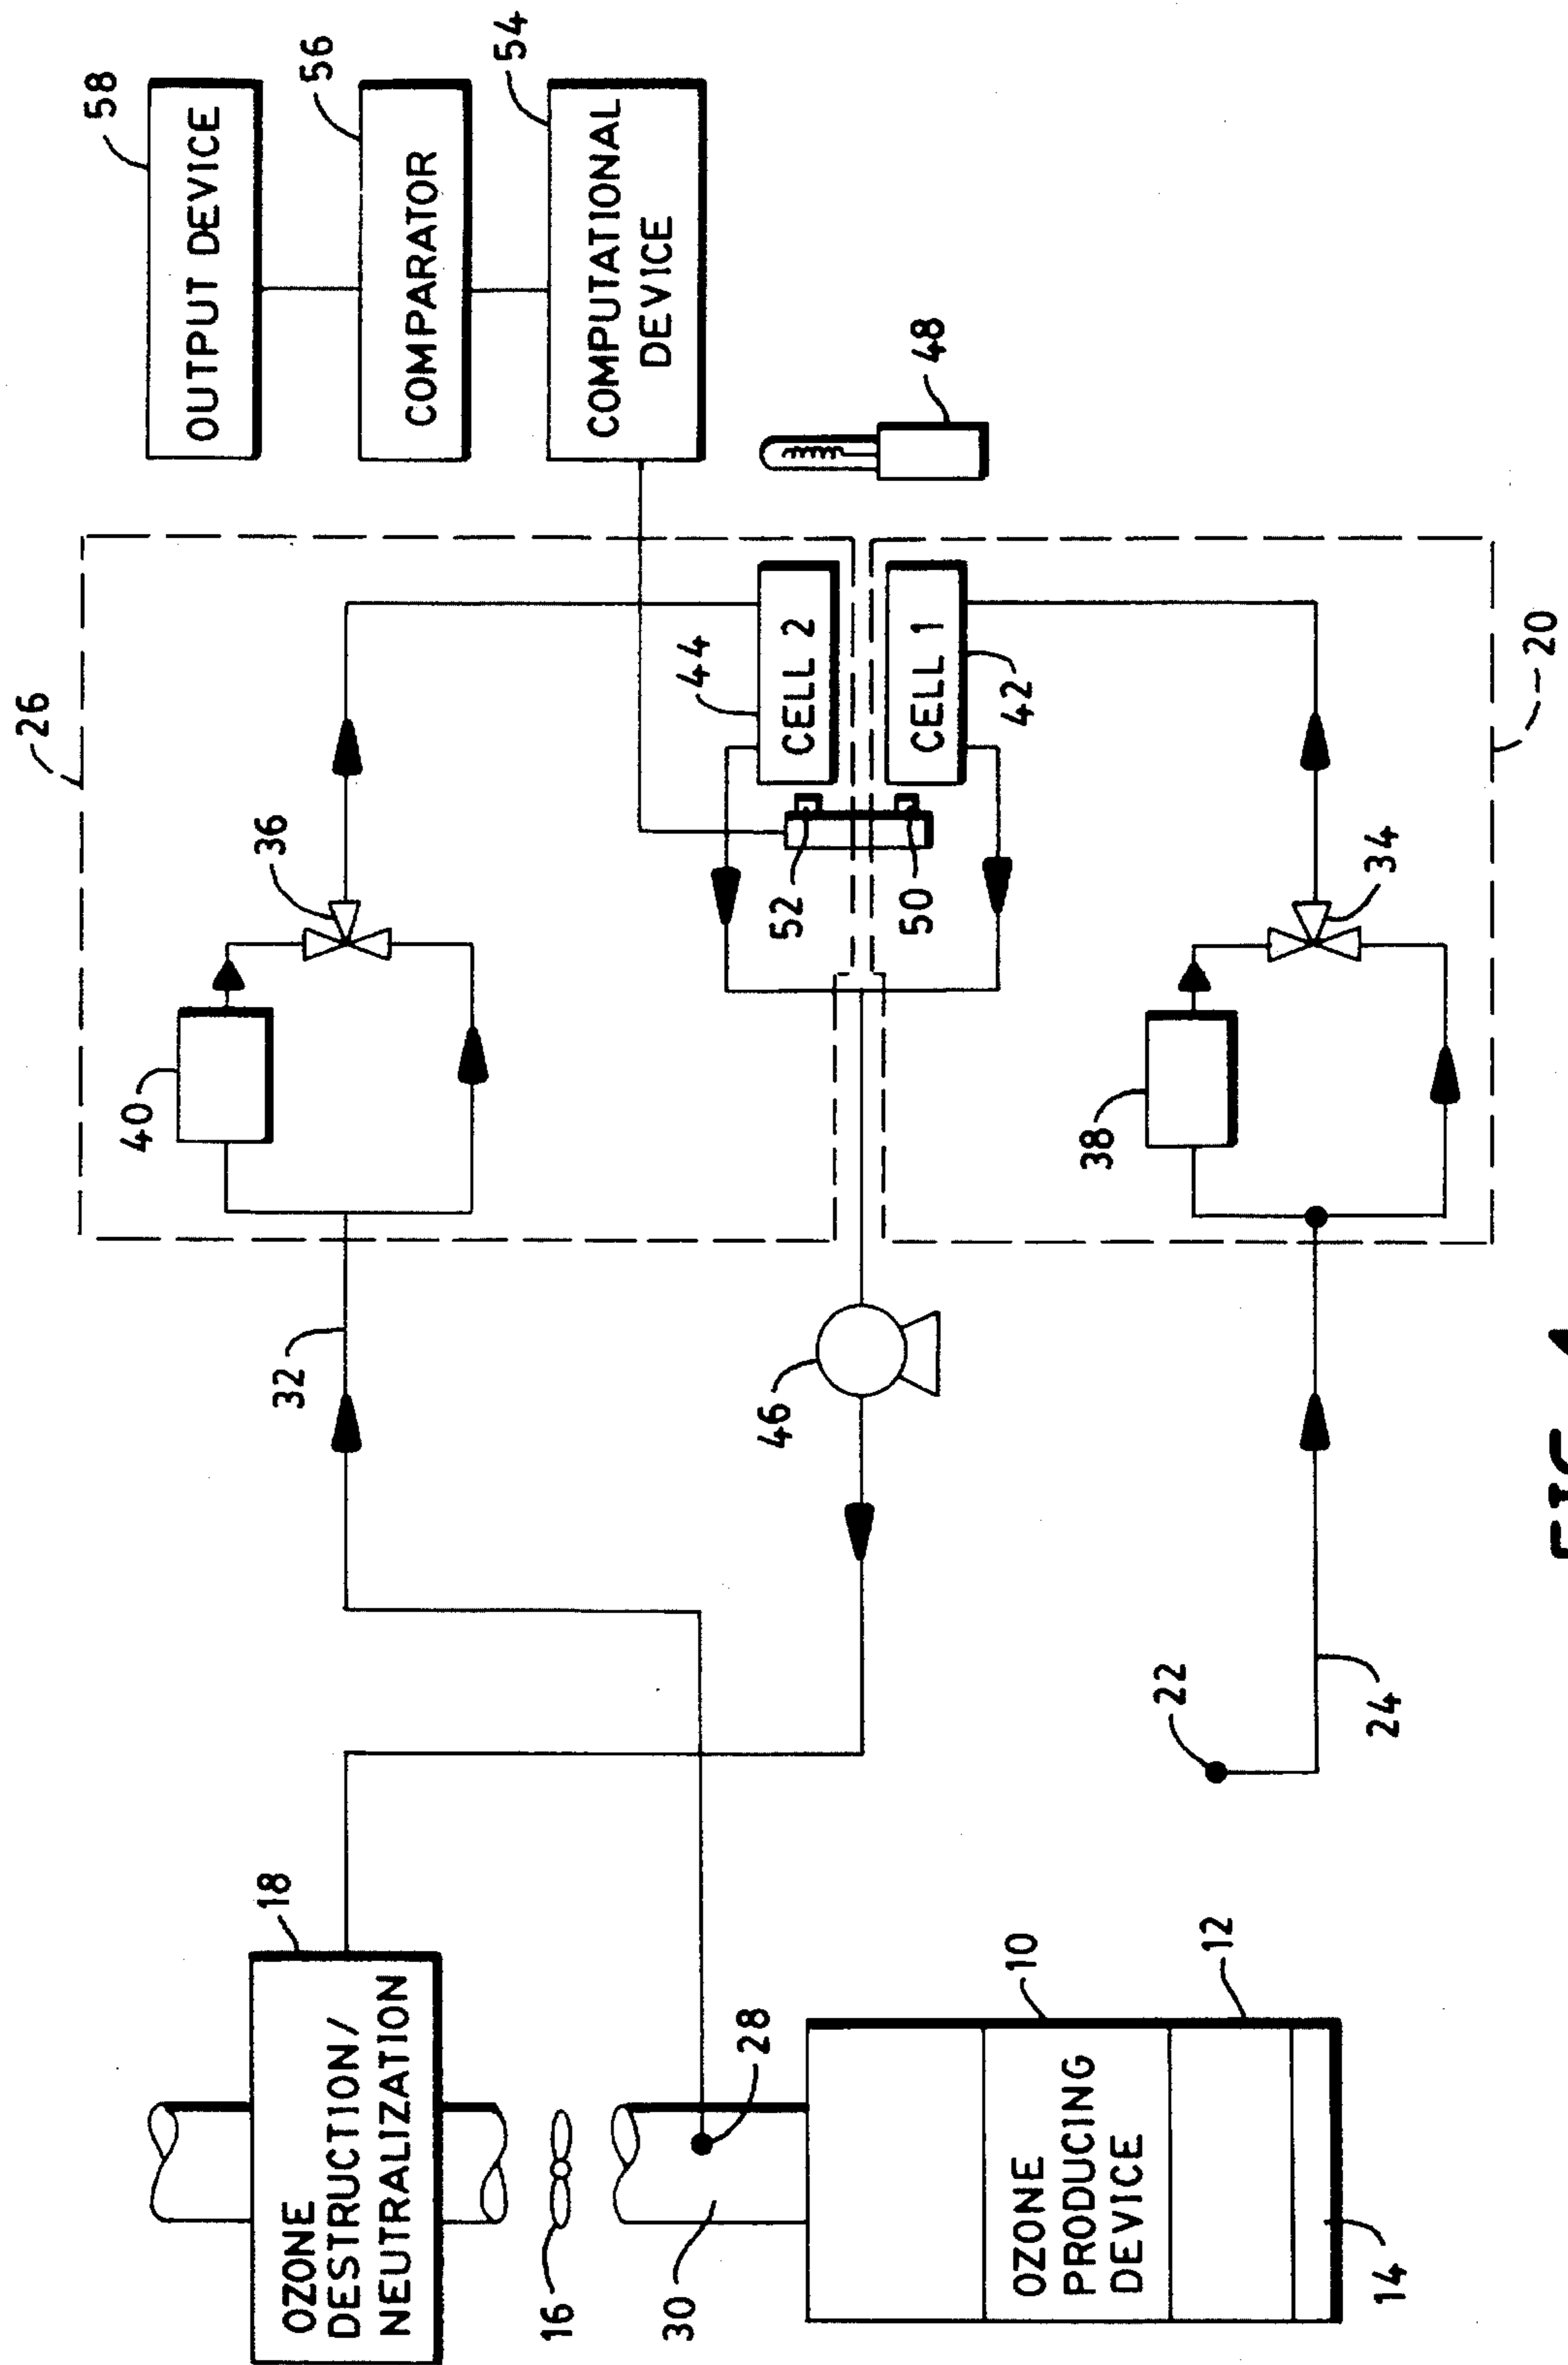 26
58
40
OUTPUT DEVICE
36
18
32
OZONE
DESTRUCTION/
NEUTRALIZATION
56
COMPARATOR
54
16
COMPUTATIONAL
DEVICE
30
44
28
46
52
CELL 2
50
CELL 1
48
42
10
OZONE
PRODUCING
DEVICE
38
22
12
14
24
34
20
FIG.